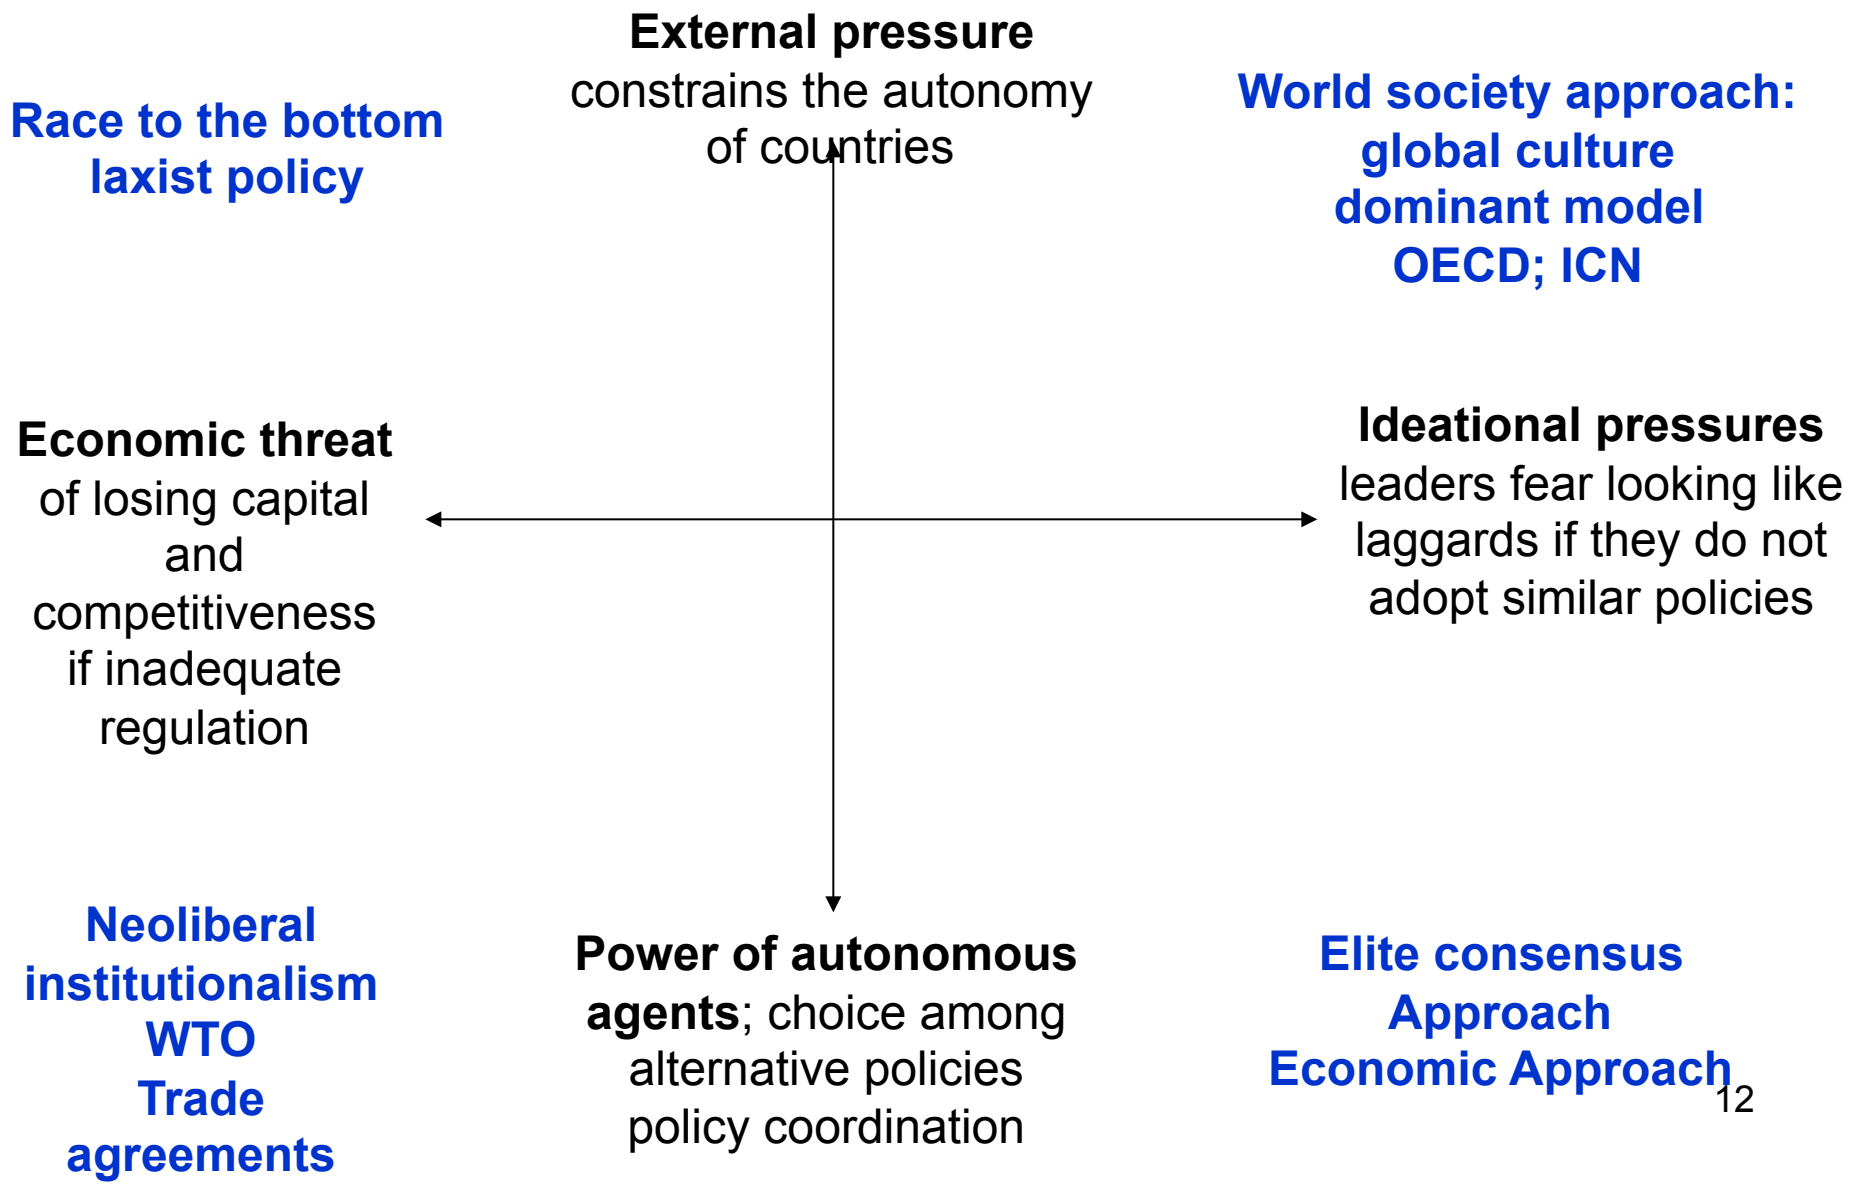 External pressure
constrains the autonomy
of countries
Race to the bottom
laxist policy
World society approach:
global culture
dominant model
OECD; ICN
Economic threat
of losing capital
and
competitiveness
if inadequate
regulation
Ideational pressures
leaders fear looking like
laggards if they do not
adopt similar policies
Neoliberal
institutionalism
WTO
Trade
agreements
Power of autonomous
agents; choice among
alternative policies
policy coordination
Elite consensus
Approach
Economic Approach
12